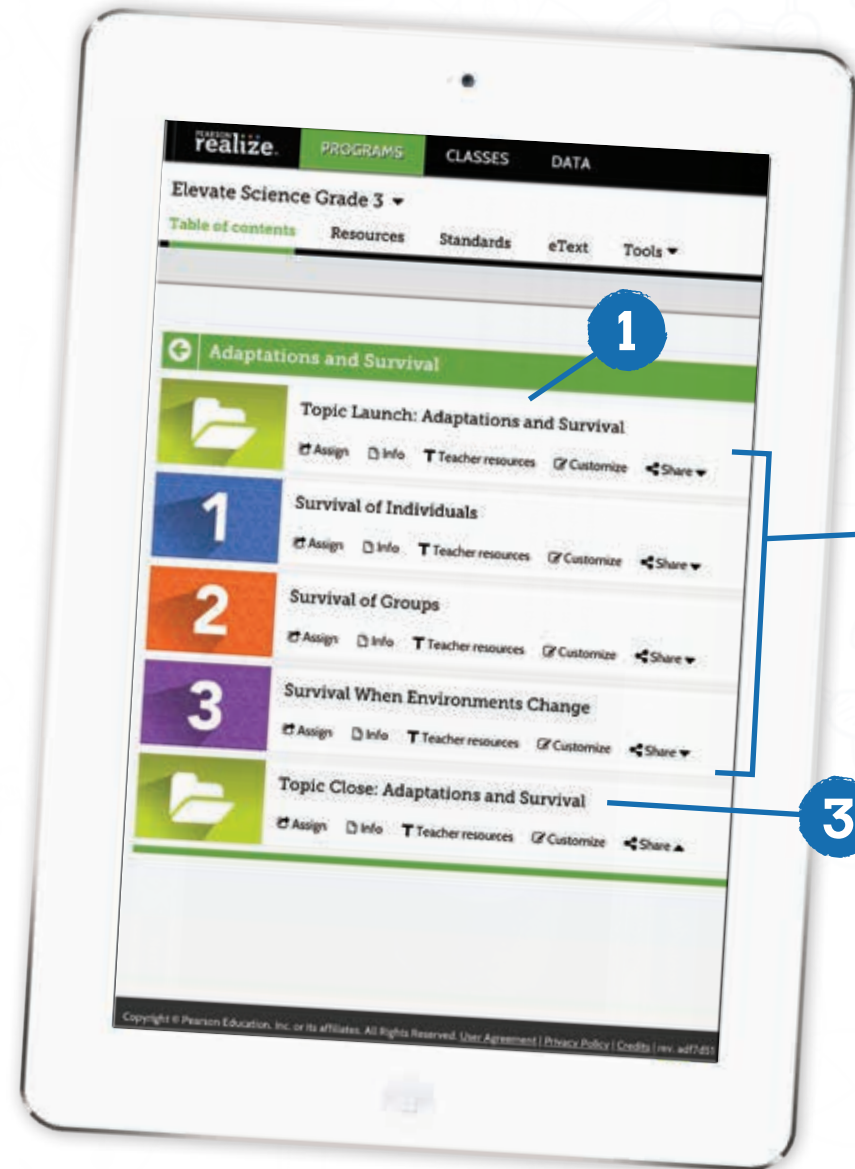 PEARSON
realize. PROGRAMS CLASSES DATA
Elevate Science Grade 3
Table of contents Resources Standards eText Tools
1
Adaptations and Survival
Topic Launch: Adaptations and Survival
Assign Info T Teacher resources Customize Share
1
Survival of Individuals
Assign Info T Teacher resources Customize Share
2
Survival of Groups
Assign Info T Teacher resources Customize Share
3
Survival When Environments Change
Assign Info T Teacher resources Customize Share
Topic Close: Adaptations and Survival
3
Assign Info T Teacher resources Customize Share
Copyright © Pearson Education, Inc. or its affiliates. All Rights Reserved. User Agreement | Privacy Policy | Credits | rev.